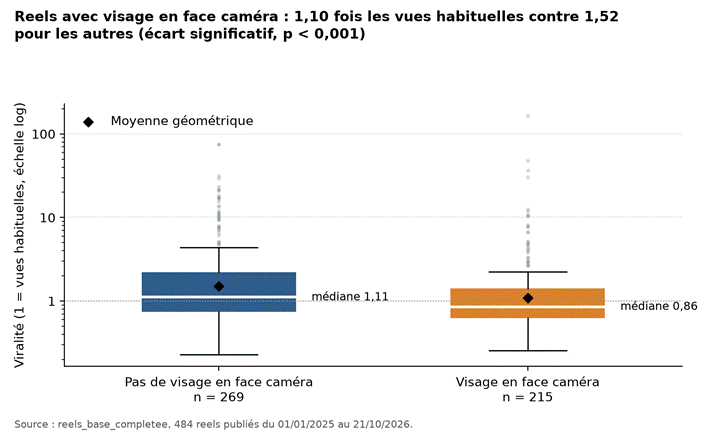 Reels avec visage en face caméra : 1,10 fois les vues habituelles contre 1,52
pour les autres (écart significatif, p < 0,001)
Viralité (1 = vues habituelles, échelle log)
Moyenne géométrique
100
10
1
médiane 1,11
médiane 0,86
Pas de visage en face caméra
n = 269
Visage en face caméra
n = 215
Source : reels_base_completee, 484 reels publiés du 01/01/2025 au 21/10/2026.